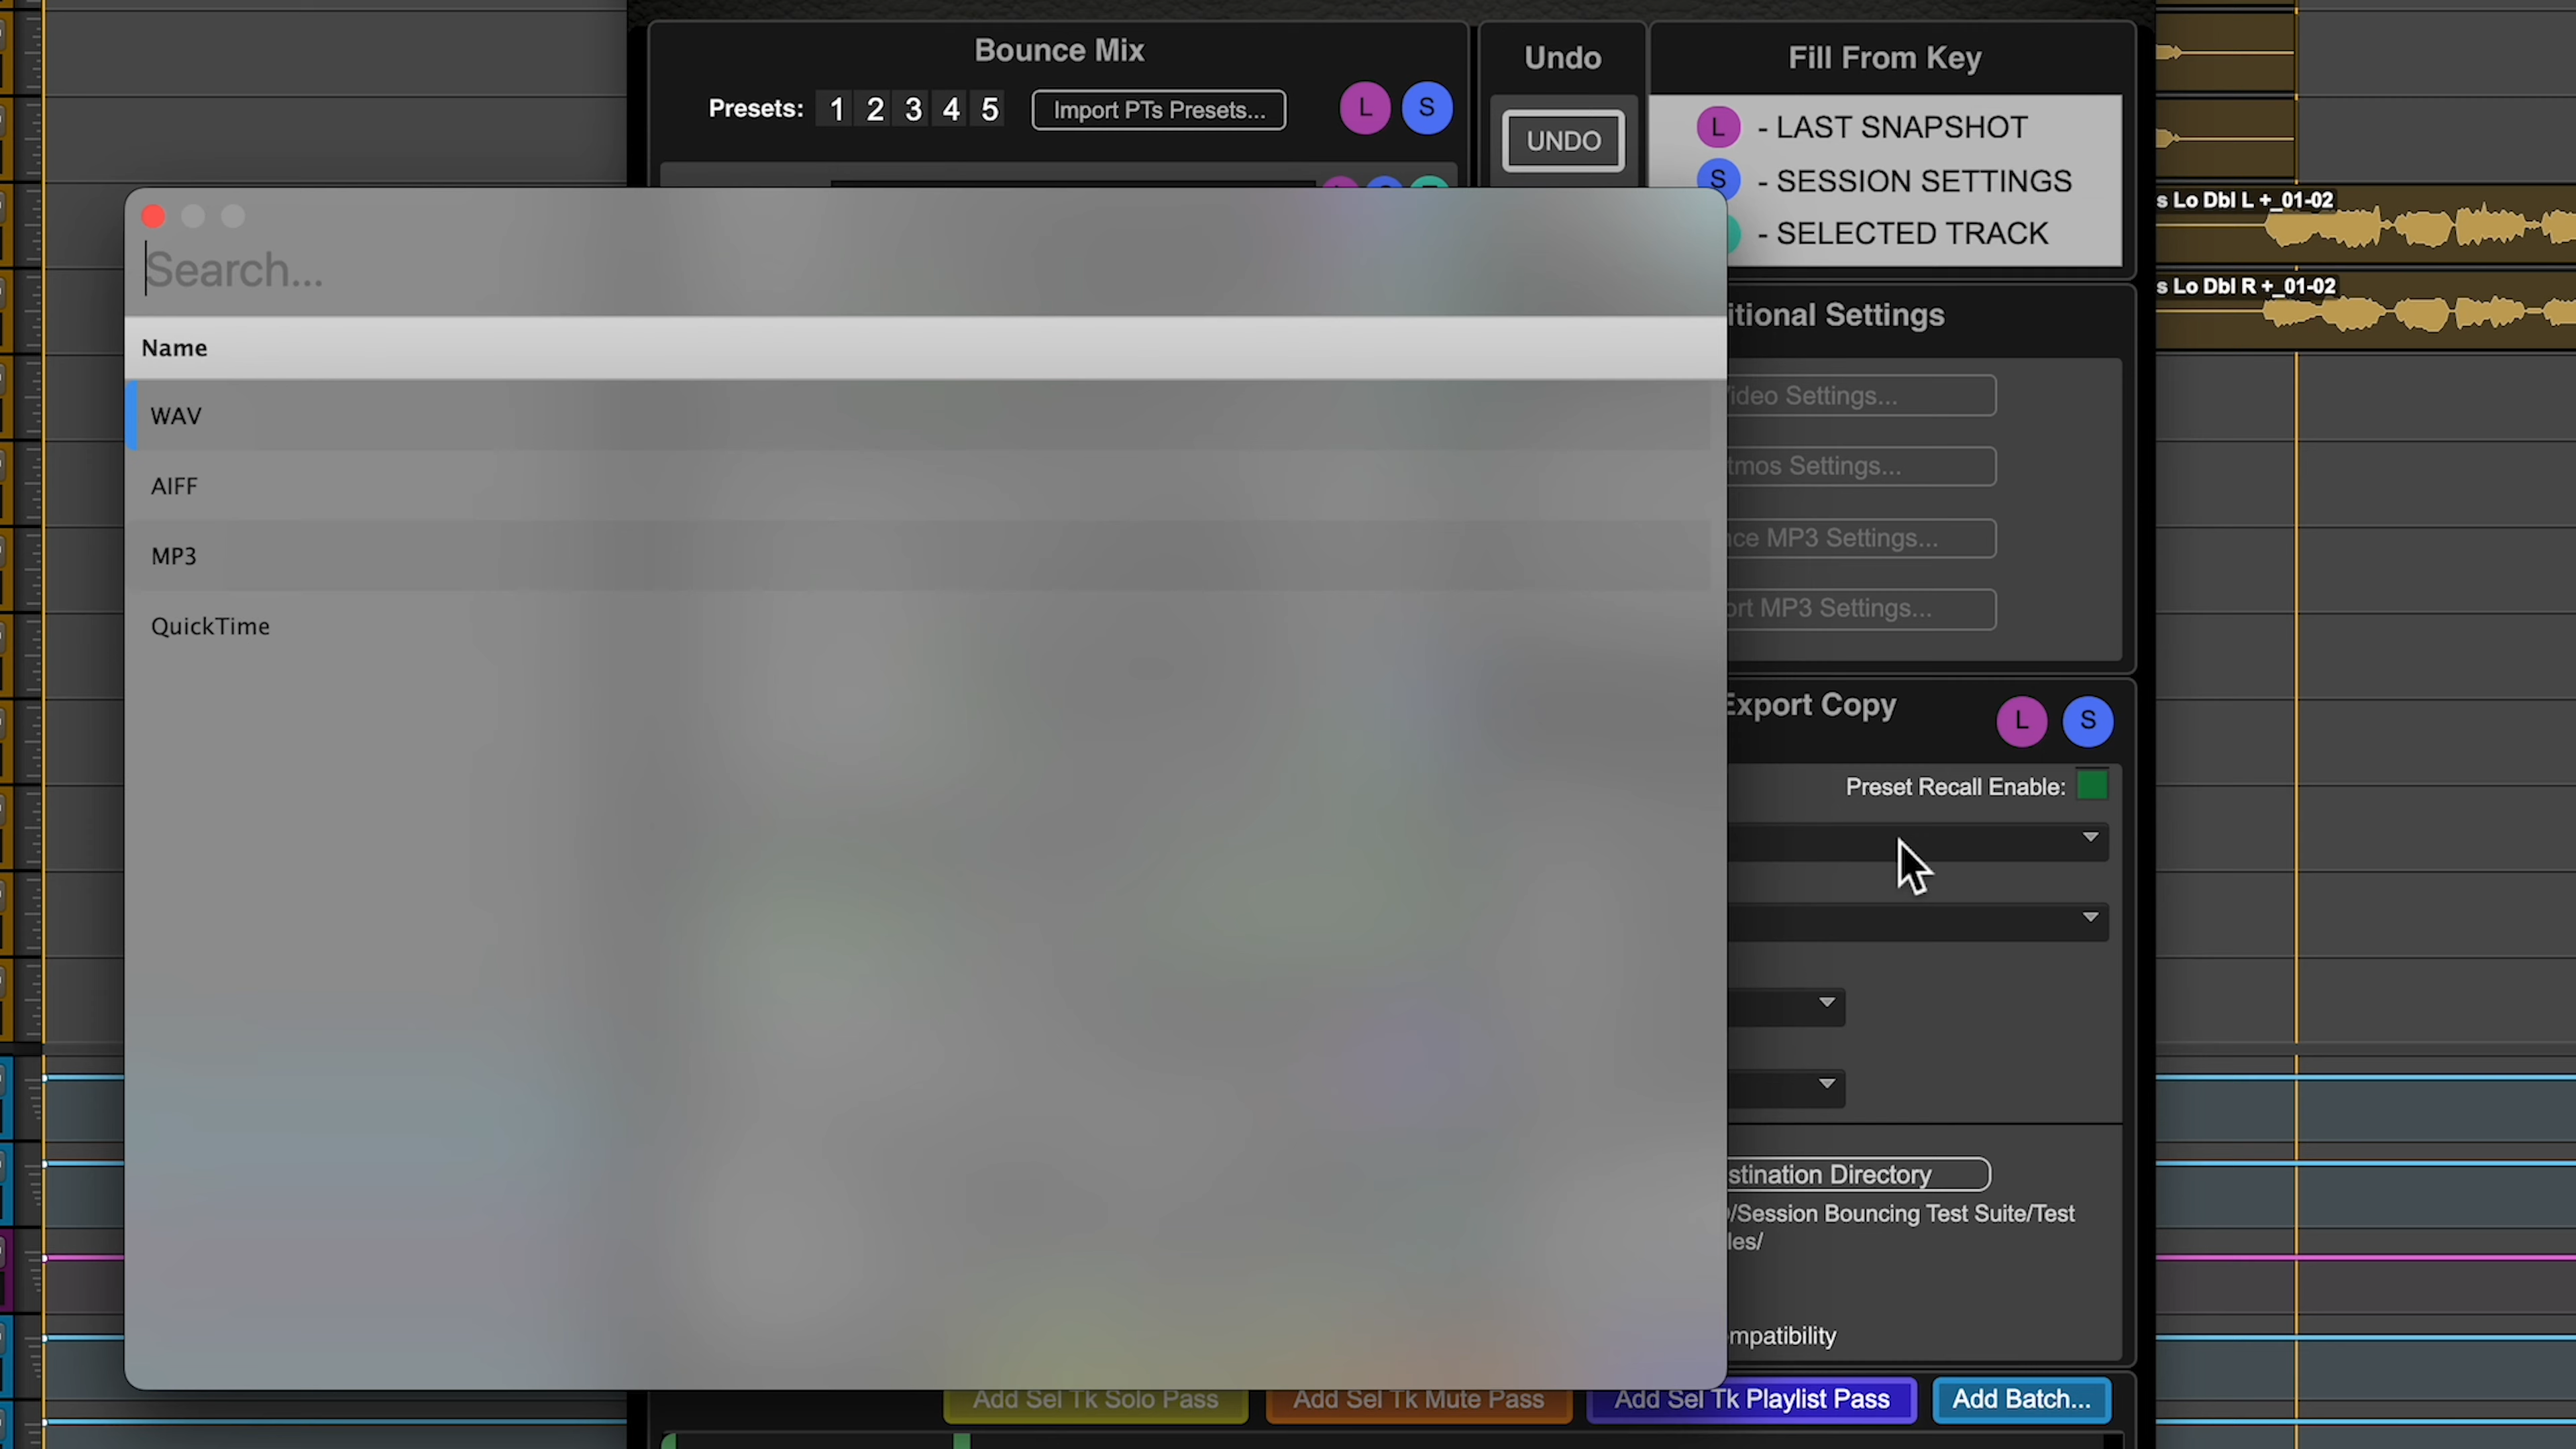 Bounce Mix
Presets: 1 2 3 4 5
Import PTs Presets...
L S
Undo
UNDO
Fill From Key
L - LAST SNAPSHOT
S - SESSION SETTINGS
- SELECTED TRACK
s Lo Dbl L +_01-02
s Lo Dbl R +_01-02
Search...
Name
WAV
AIFF
MP3
QuickTime
itional Settings
ideo Settings...
tmos Settings...
nce MP3 Settings...
ort MP3 Settings...
Export Copy
L S
Preset Recall Enable:
stination Directory
/Session Bouncing Test Suite/Test
les/
mpatibility
Add Sel Tk Solo Pass
Add Sel Tk Mute Pass
Add Sel Tk Playlist Pass
Add Batch...